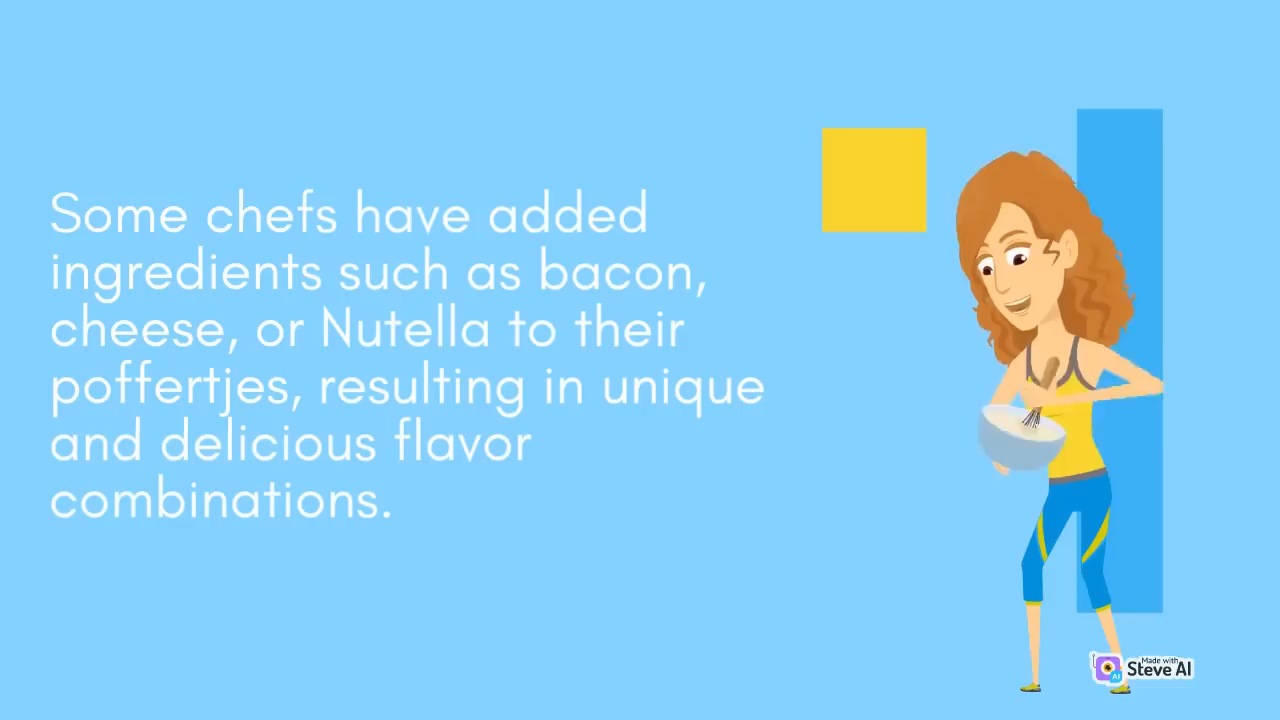 Some chefs have added
ingredients such as bacon,
cheese, or Nutella to their
poffertjes, resulting in unique
and delicious flavor
combinations.
Made with
Steve AI
AI